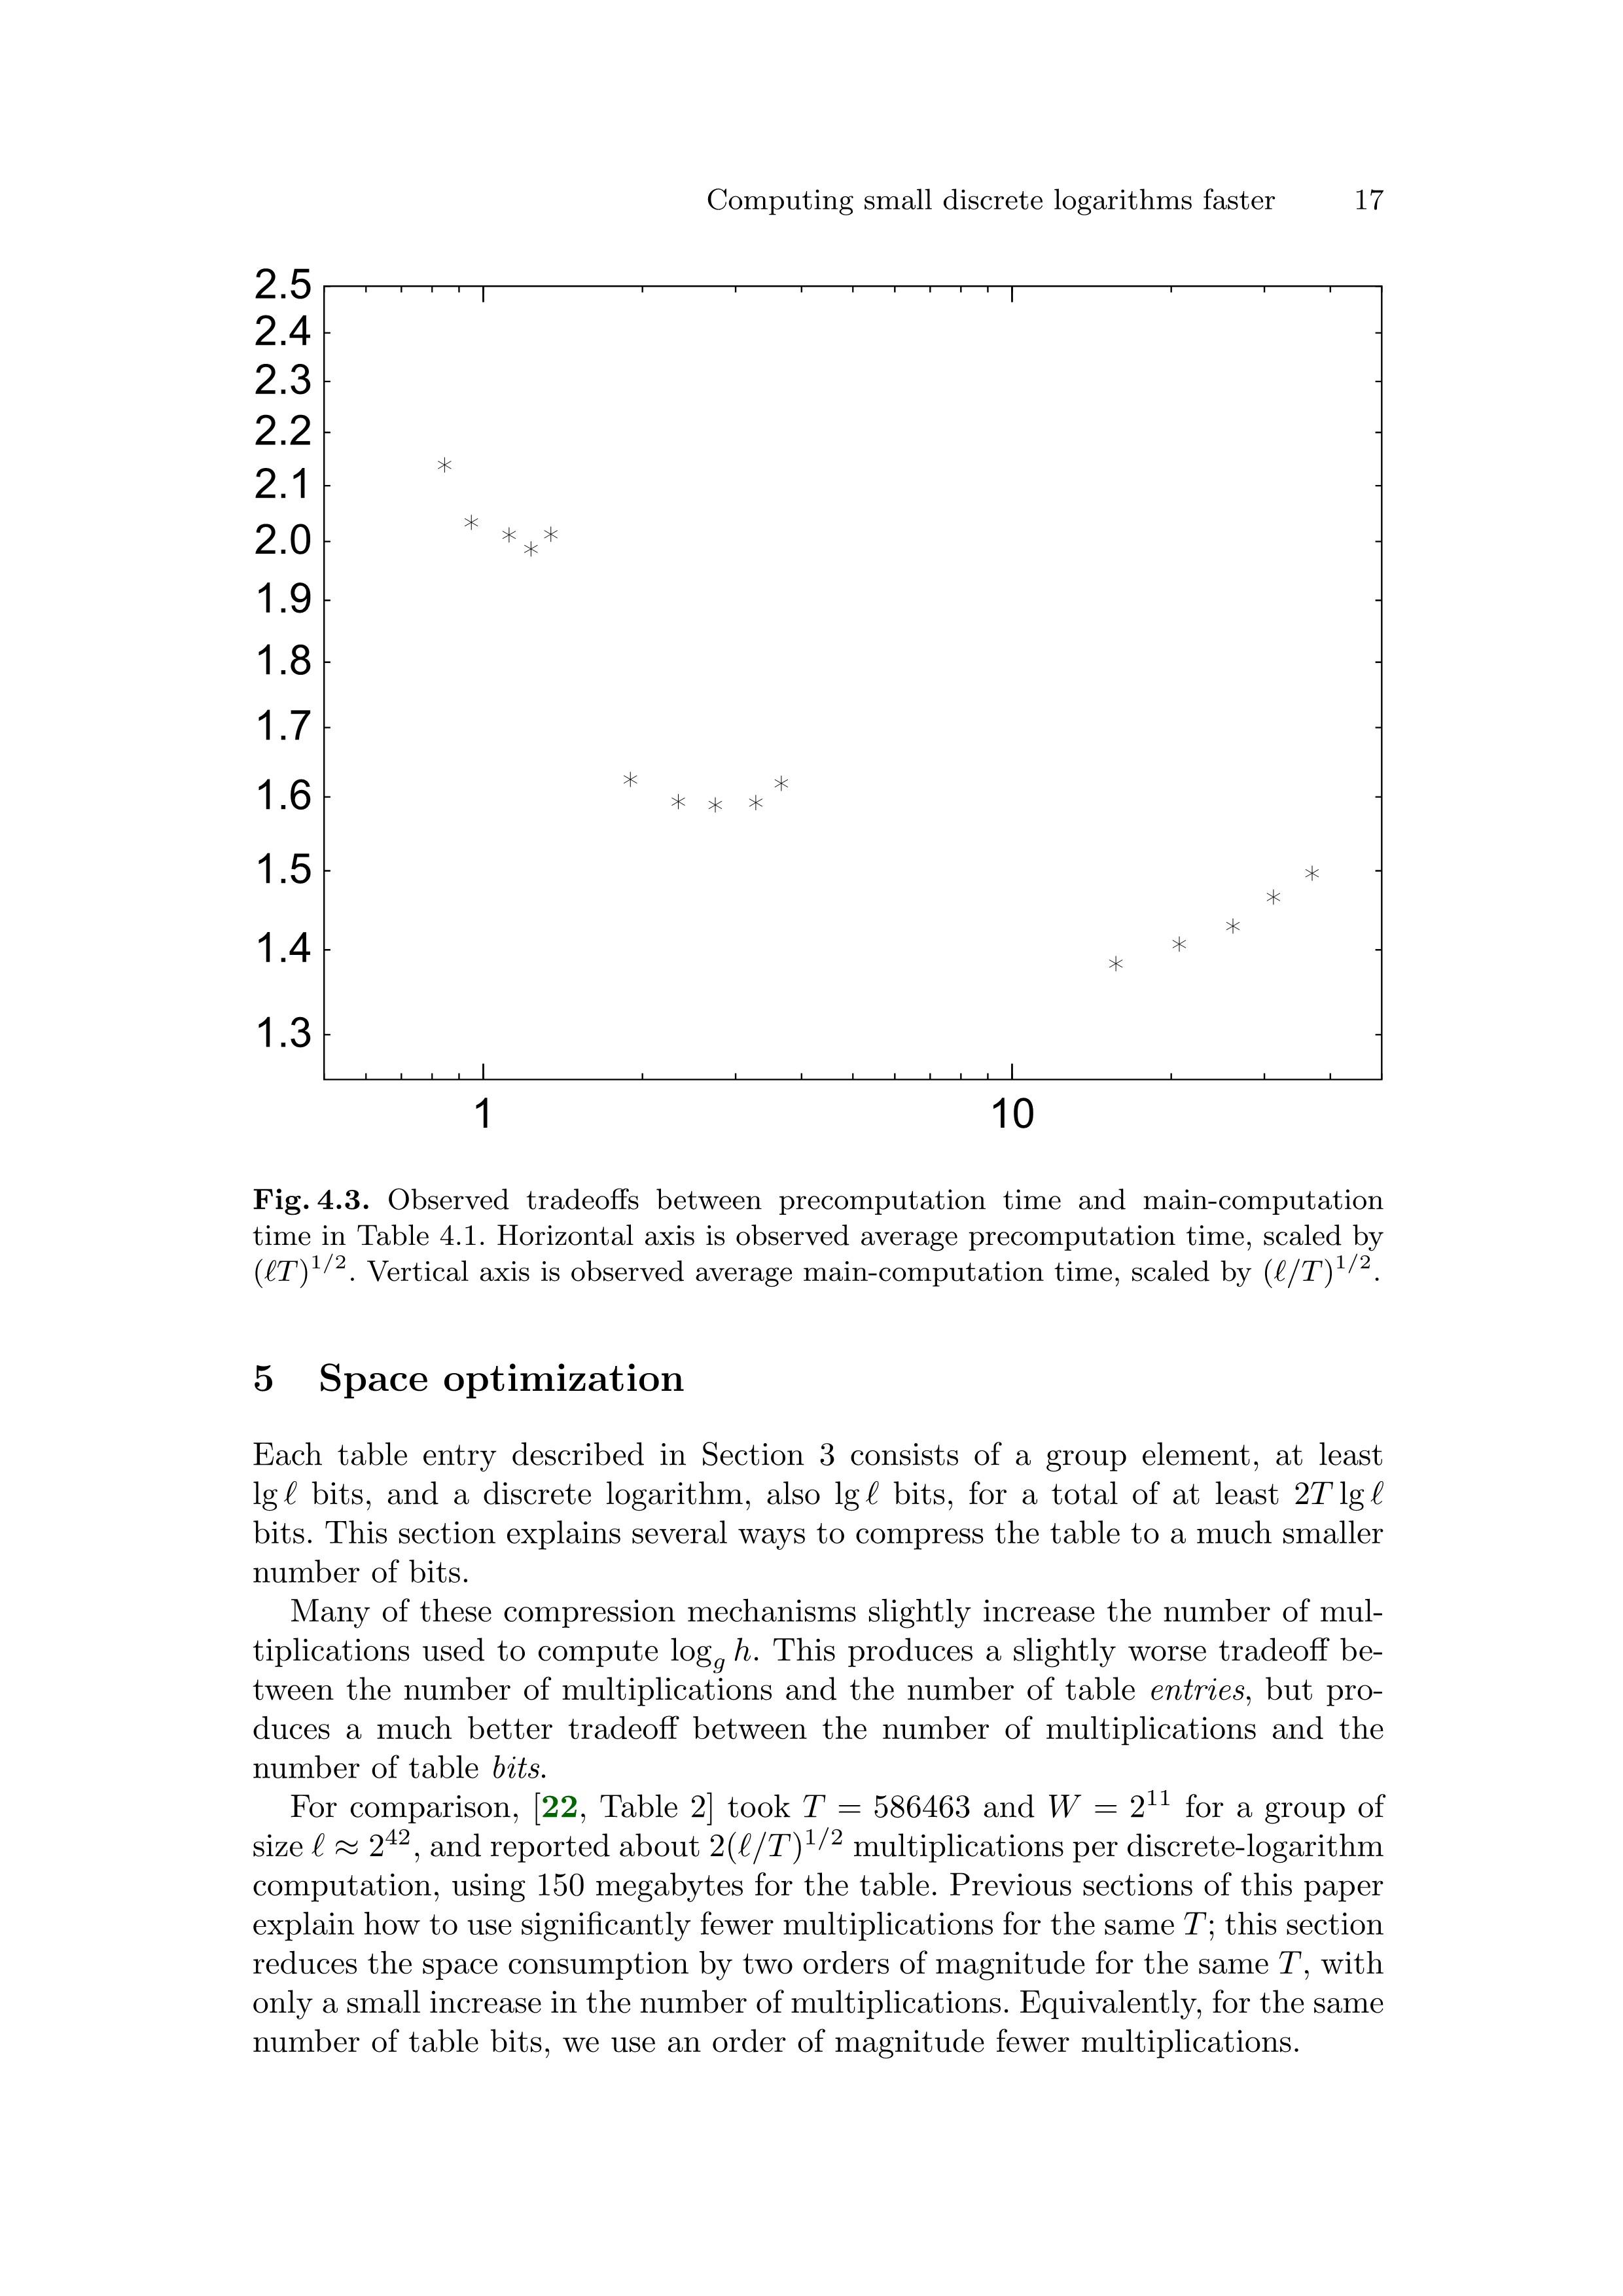 Computing small discrete logarithms faster 17
2.5
2.4
2.3
2.2
2.1
2.0
1.9
1.8
1.7
1.6
1.5
1.4
1.3
1 10
Fig. 4.3. Observed tradeoffs between precomputation time and main-computation
time in Table 4.1. Horizontal axis is observed average precomputation time, scaled by
(ℓT)^{1/2}. Vertical axis is observed average main-computation time, scaled by (ℓ/T)^{1/2}.
5 Space optimization
Each table entry described in Section 3 consists of a group element, at least
lg ℓ bits, and a discrete logarithm, also lg ℓ bits, for a total of at least 2T lg ℓ
bits. This section explains several ways to compress the table to a much smaller
number of bits.
Many of these compression mechanisms slightly increase the number of mul-
tiplications used to compute log_g h. This produces a slightly worse tradeoff be-
tween the number of multiplications and the number of table entries, but pro-
duces a much better tradeoff between the number of multiplications and the
number of table bits.
For comparison, [22, Table 2] took T = 586463 and W = 2^{11} for a group of
size ℓ ≈ 2^{42}, and reported about 2(ℓ/T)^{1/2} multiplications per discrete-logarithm
computation, using 150 megabytes for the table. Previous sections of this paper
explain how to use significantly fewer multiplications for the same T; this section
reduces the space consumption by two orders of magnitude for the same T, with
only a small increase in the number of multiplications. Equivalently, for the same
number of table bits, we use an order of magnitude fewer multiplications.